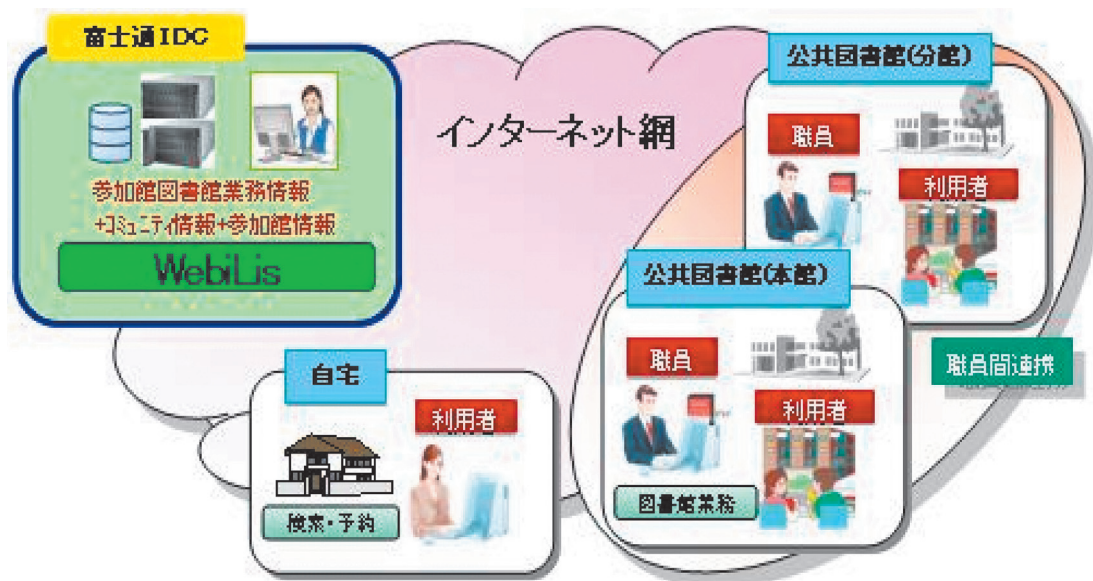 富士通IDC
参加館図書館業務情報
+コミュニティ情報+参加館情報
WebiLis
インターネット網
公共図書館(分館)
職員
利用者
公共図書館(本館)
職員
利用者
図書館業務
職員間連携
自宅
利用者
検索・予約